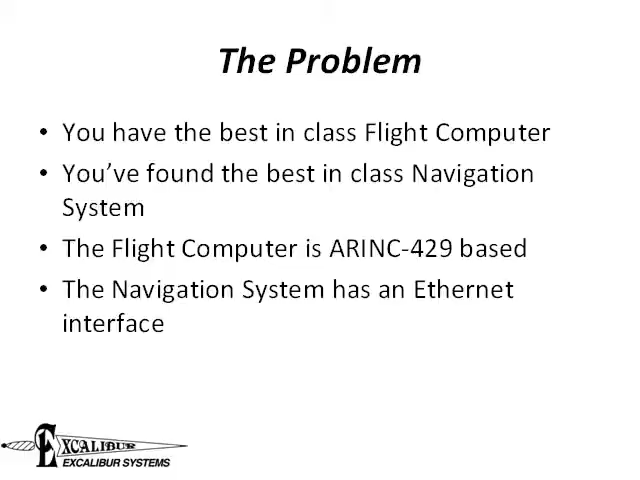 The Problem
• You have the best in class Flight Computer
• You’ve found the best in class Navigation
System
• The Flight Computer is ARINC-429 based
• The Navigation System has an Ethernet
interface
EXCALIBUR
EXCALIBUR SYSTEMS